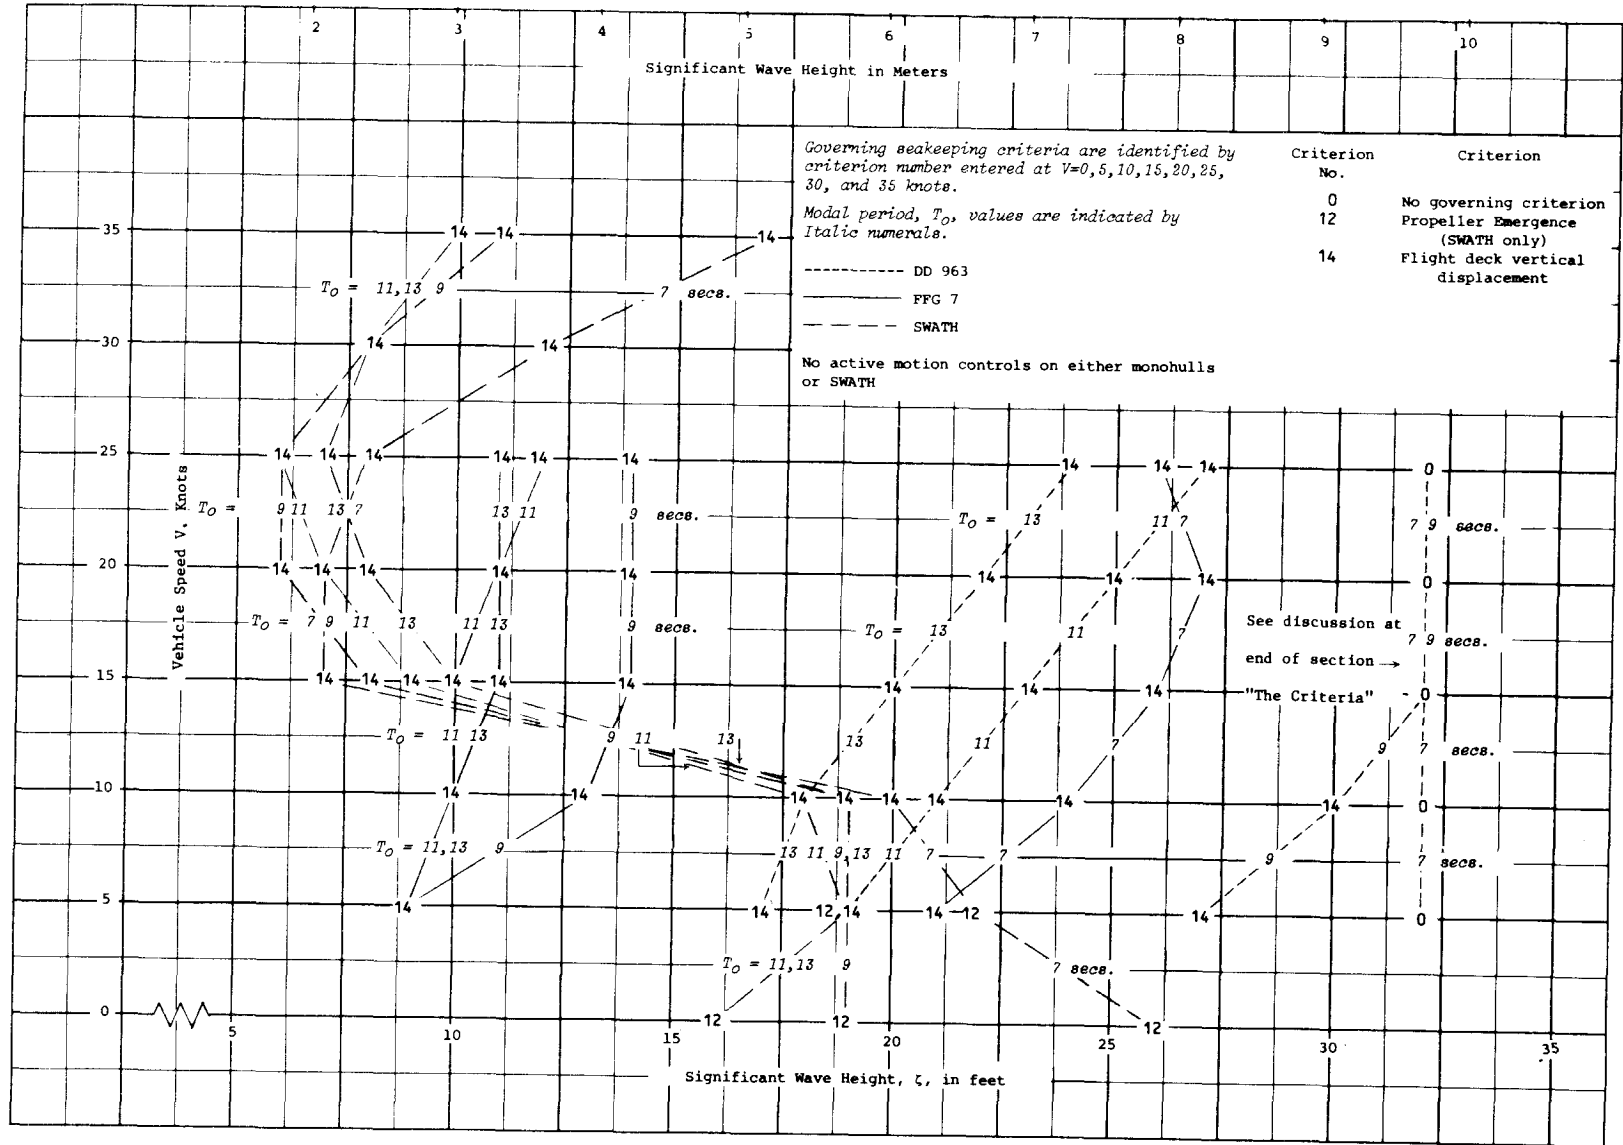 2 3 4 5 6 7 8 9 10
Significant Wave Height in Meters
Governing seakeeping criteria are identified by
criterion number entered at V=0,5,10,15,20,25,
30, and 35 knots.
Modal period, T₀, values are indicated by
Italic numerals.
---------- DD 963
FFG 7
— — — SWATH
No active motion controls on either monohulls
or SWATH
Criterion No. Criterion
0 No governing criterion
12 Propeller Emergence
(SWATH only)
14 Flight deck vertical
displacement
35 14 14 14
T₀ = 11,13 9 7 secs.
30 14 14
Vehicle Speed V. Knots
25 14 14 14 14 14 14 14 14 14 0
T₀ = 9 11 13 7 13 11 9 secs. T₀ = 13 11 7 7 9 secs.
20 14 14 14 14 14 14 14 14 0
T₀ = 7 9 11 13 11 13 9 secs. T₀ = 13 11 7 7 9 secs.
See discussion at
end of section →
"The Criteria"
15 14 14 14 14 14 14 14 14 14 0
T₀ = 11 13 9 11 13 13 11 7 9 7 secs.
10 14 14 14 14 14 14 14 14 0
T₀ = 11,13 9 13 11 9,13 11 7 7 9 7 secs.
5 14 14 12 14 14 12 14 0
T₀ = 11,13 9 7 secs.
0 12 12 12
5 10 15 20 25 30 35
Significant Wave Height, ζ, in feet